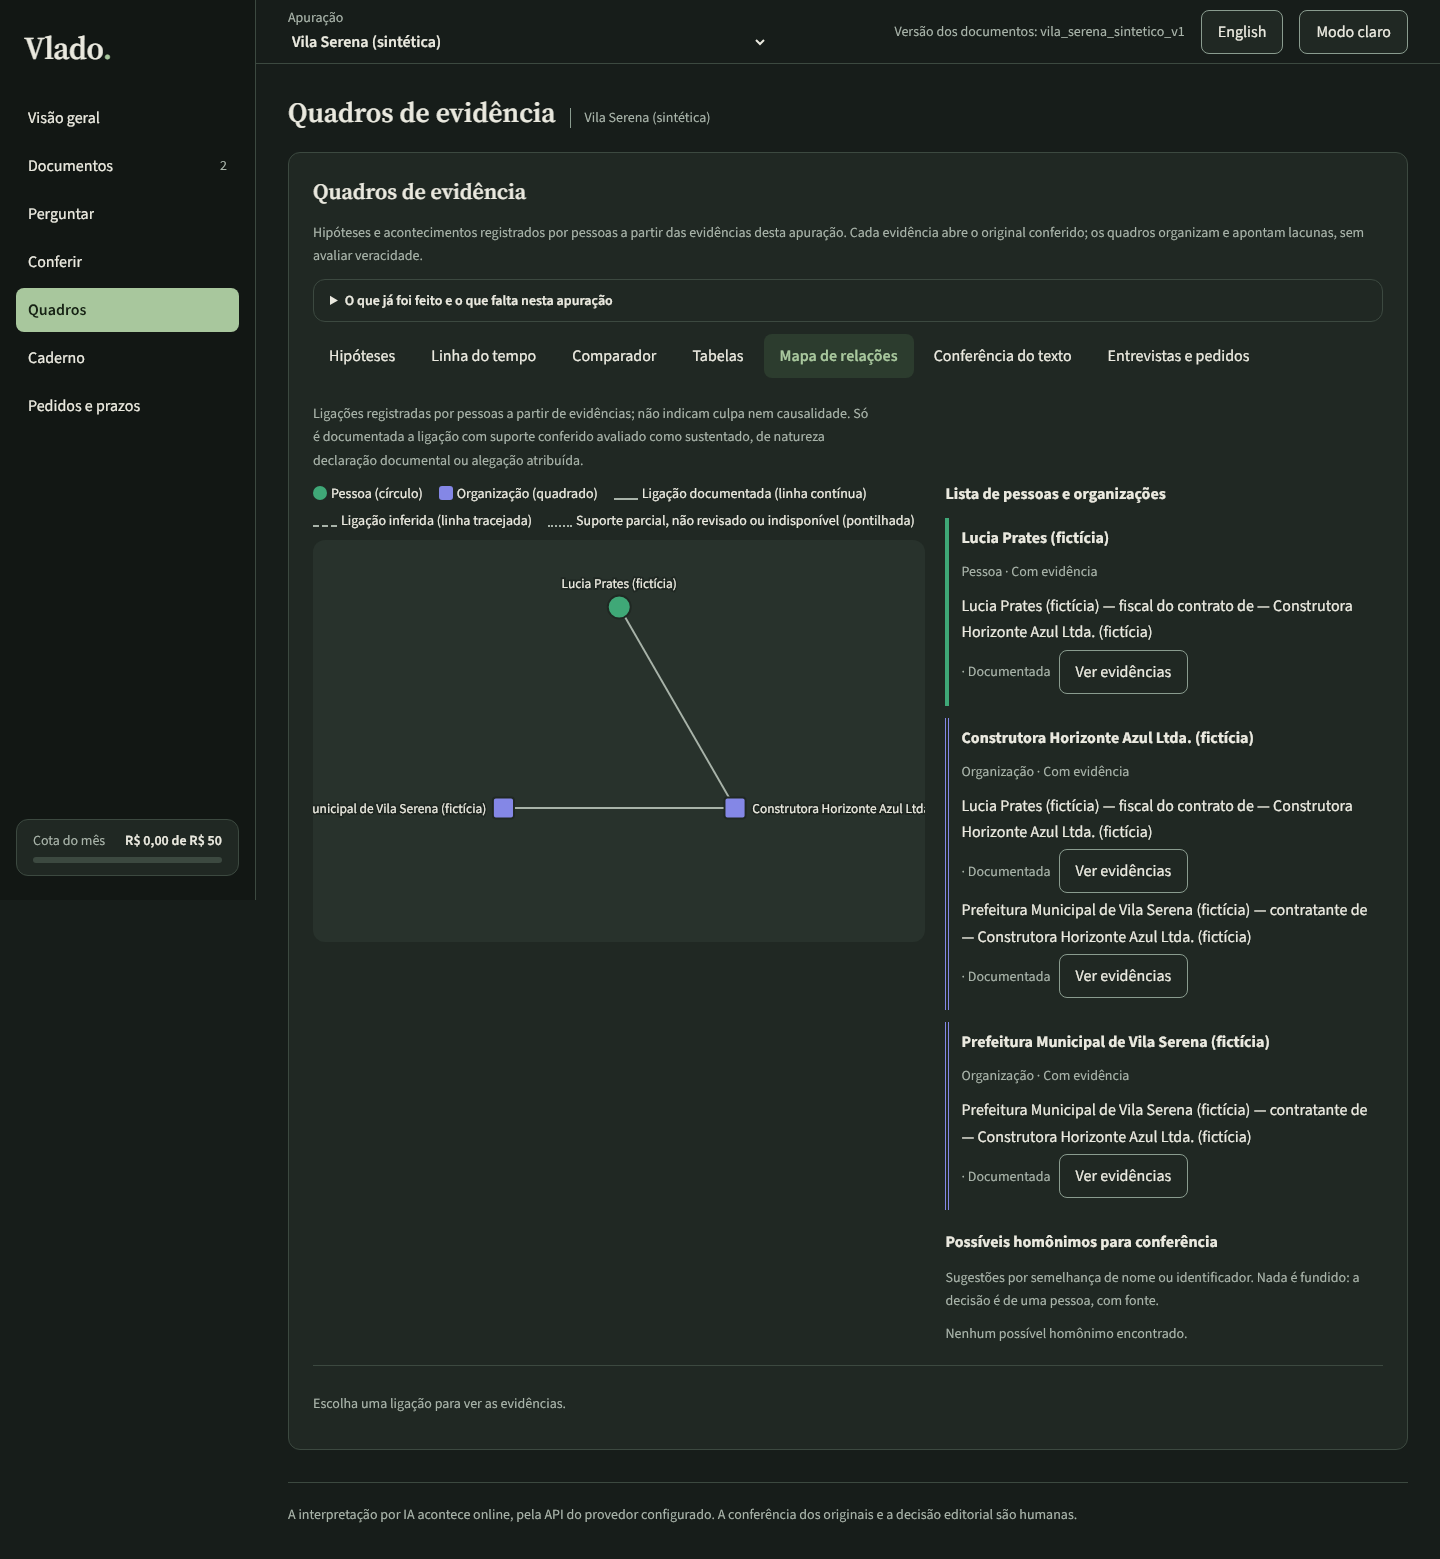 Vlado.
Visão geral
Documentos 2
Perguntar
Conferir
Quadros
Caderno
Pedidos e prazos
Cota do mês R$ 0,00 de R$ 50
Apuração
Vila Serena (sintética)
Versão dos documentos: vila_serena_sintetico_v1
English
Modo claro
Quadros de evidência
Vila Serena (sintética)
Quadros de evidência
Hipóteses e acontecimentos registrados por pessoas a partir das evidências desta apuração. Cada evidência abre o original conferido; os quadros organizam e apontam lacunas, sem
avaliar veracidade.
O que já foi feito e o que falta nesta apuração
Hipóteses
Linha do tempo
Comparador
Tabelas
Mapa de relações
Conferência do texto
Entrevistas e pedidos
Ligações registradas por pessoas a partir de evidências; não indicam culpa nem causalidade. Só
é documentada a ligação com suporte conferido avaliado como sustentado, de natureza
declaração documental ou alegação atribuída.
Pessoa (círculo)
Organização (quadrado)
Ligação documentada (linha contínua)
Ligação inferida (linha tracejada)
Suporte parcial, não revisado ou indisponível (pontilhada)
Lucia Prates (fictícia)
unicipal de Vila Serena (fictícia)
Construtora Horizonte Azul Ltda
Lista de pessoas e organizações
Lucia Prates (fictícia)
Pessoa · Com evidência
Lucia Prates (fictícia) — fiscal do contrato de — Construtora
Horizonte Azul Ltda. (fictícia)
· Documentada Ver evidências
Construtora Horizonte Azul Ltda. (fictícia)
Organização · Com evidência
Lucia Prates (fictícia) — fiscal do contrato de — Construtora
Horizonte Azul Ltda. (fictícia)
· Documentada Ver evidências
Prefeitura Municipal de Vila Serena (fictícia) — contratante de
— Construtora Horizonte Azul Ltda. (fictícia)
· Documentada Ver evidências
Prefeitura Municipal de Vila Serena (fictícia)
Organização · Com evidência
Prefeitura Municipal de Vila Serena (fictícia) — contratante de
— Construtora Horizonte Azul Ltda. (fictícia)
· Documentada Ver evidências
Possíveis homônimos para conferência
Sugestões por semelhança de nome ou identificador. Nada é fundido: a
decisão é de uma pessoa, com fonte.
Nenhum possível homônimo encontrado.
Escolha uma ligação para ver as evidências.
A interpretação por IA acontece online, pela API do provedor configurado. A conferência dos originais e a decisão editorial são humanas.